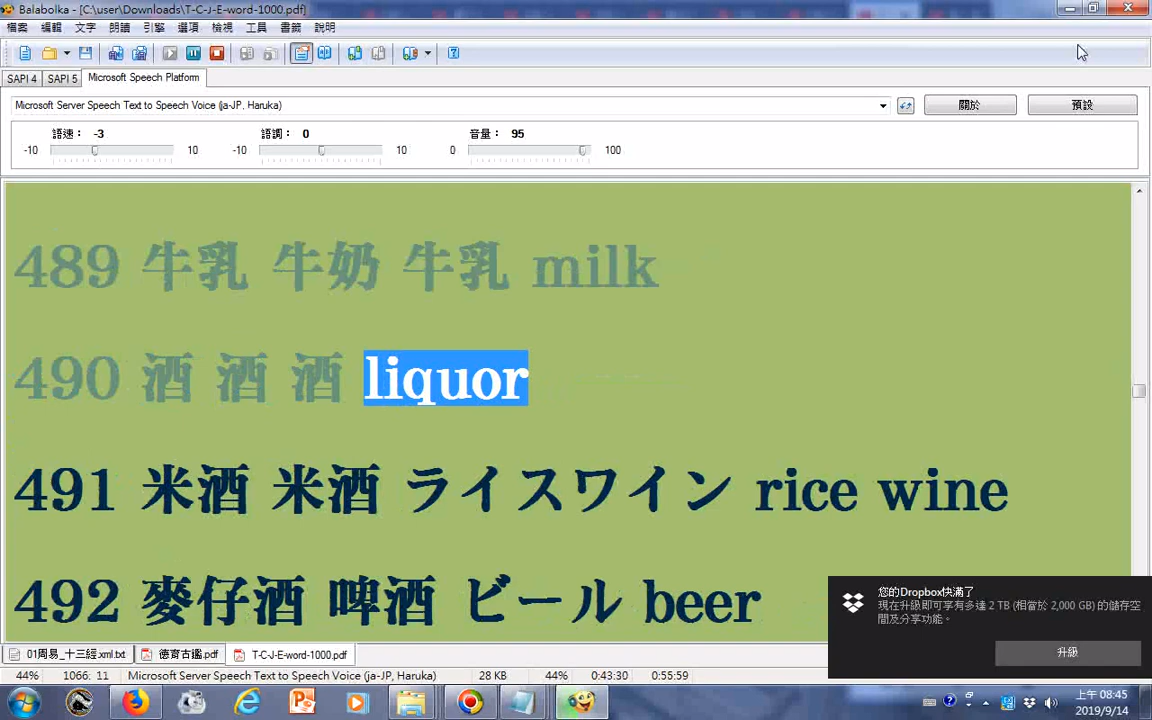 Balabolka - [C:\user\Downloads\T-C-J-E-word-1000.pdf]
檔案 編輯 文字 朗讀 引擎 選項 檢視 工具 書籤 說明
SAPI 4 SAPI 5 Microsoft Speech Platform
Microsoft Server Speech Text to Speech Voice (ja-JP, Haruka) 關於 預設
語速： -3 語調： 0 音量： 95
-10 10 -10 10 0 100
489 牛乳 牛奶 牛乳 milk
490 酒 酒 酒 liquor
491 米酒 米酒 ライスワイン rice wine
492 麥仔酒 啤酒 ビール beer
您的Dropbox快滿了
現在升級即可享有多達 2 TB (相當於 2,000 GB) 的儲存空
間及分享功能。
升級
01周易_十三經.xml.txt 德育古鑑.pdf T-C-J-E-word-1000.pdf
44% 1066: 11 Microsoft Server Speech Text to Speech Voice (ja-JP, Haruka) 28 KB 44% 0:43:30 0:55:59
上午 08:45
2019/9/14